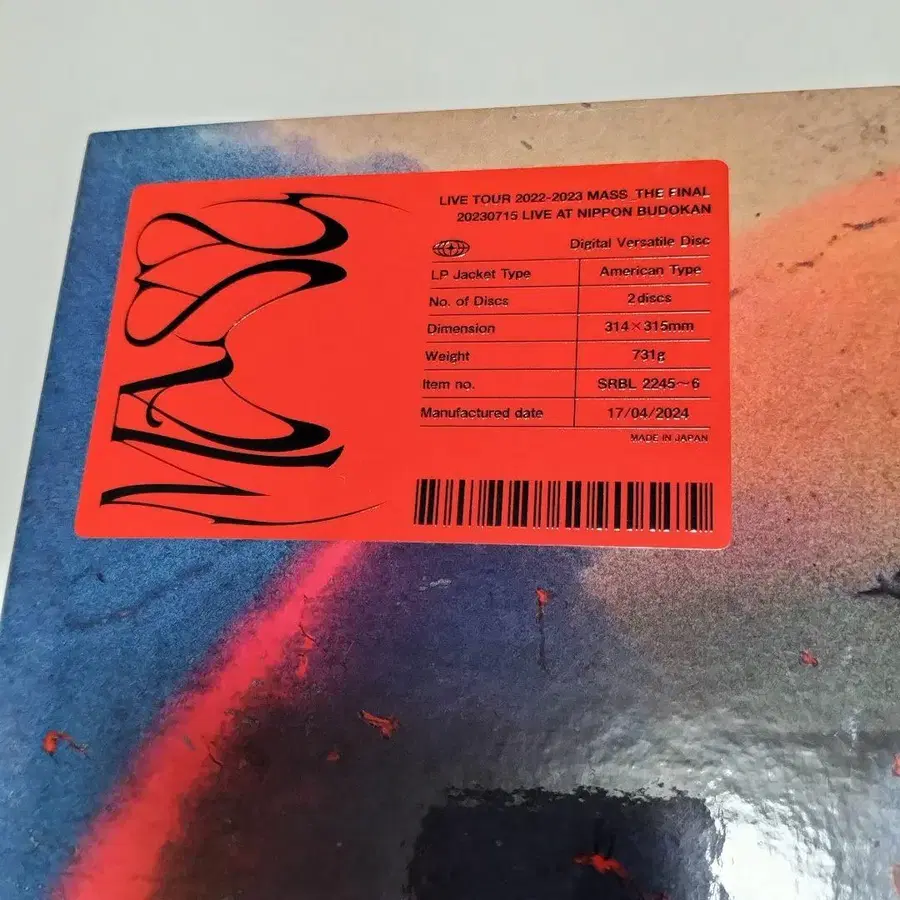 MASS
LIVE TOUR 2022-2023 MASS_THE FINAL
20230715 LIVE AT NIPPON BUDOKAN
Digital Versatile Disc
LP Jacket Type American Type
No. of Discs 2 discs
Dimension 314×315mm
Weight 731g
Item no. SRBL 2245~6
Manufactured date 17/04/2024
MADE IN JAPAN